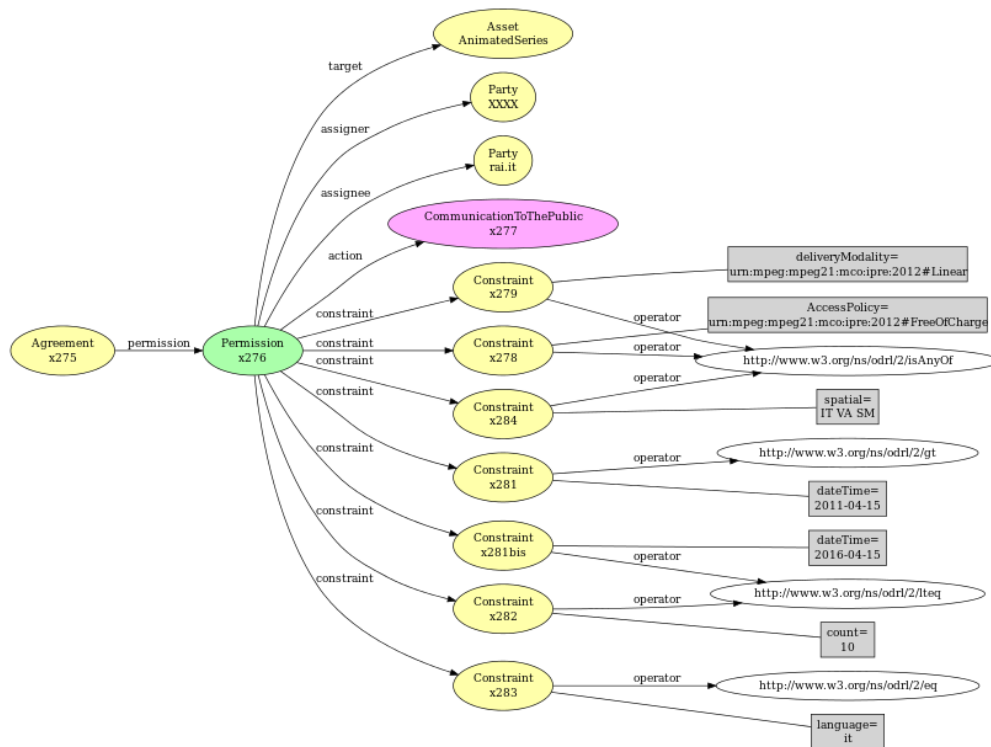 Asset
AnimatedSeries
target
Party
XXXX
assigner
Party
rai.it
assignee
CommunicationToThePublic
x277
action
deliveryModality=
urn:mpeg:mpeg21:mco:ipre:2012#Linear
Constraint
x279
constraint
operator
AccessPolicy=
urn:mpeg:mpeg21:mco:ipre:2012#FreeOfCharge
Agreement
x275
permission
Permission
x276
constraint
Constraint
x278
operator
http://www.w3.org/ns/odrl/2/isAnyOf
constraint
Constraint
x284
operator
spatial=
IT VA SM
constraint
Constraint
x281
operator
http://www.w3.org/ns/odrl/2/gt
dateTime=
2011-04-15
constraint
Constraint
x281bis
dateTime=
2016-04-15
operator
http://www.w3.org/ns/odrl/2/lteq
constraint
Constraint
x282
operator
count=
10
constraint
Constraint
x283
operator
http://www.w3.org/ns/odrl/2/eq
language=
it